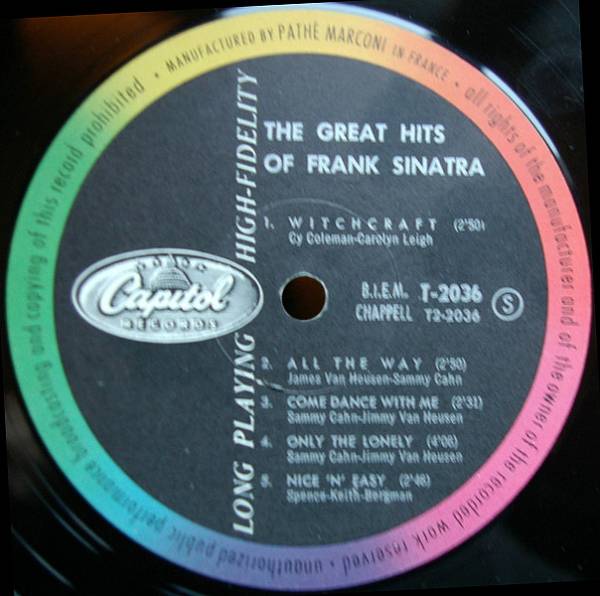 MANUFACTURED BY PATHÉ MARCONI IN FRANCE • all rights of the manufacturer and of the owner of the recorded work reserved • unauthorized public performance broadcasting and copying of this record prohibited •
LONG PLAYING HIGH-FIDELITY
THE GREAT HITS
OF FRANK SINATRA
1. WITCHCRAFT (2'50)
Cy Coleman-Carolyn Leigh
Capitol
RECORDS
B.I.E.M. T-2036
CHAPPELL T2-2036
S
2. ALL THE WAY (2'50)
James Van Heusen-Sammy Cahn
3. COME DANCE WITH ME (2'31)
Sammy Cahn-Jimmy Van Heusen
4. ONLY THE LONELY (4'08)
Sammy Cahn-Jimmy Van Heusen
5. NICE 'N' EASY (2'48)
Spence-Keith-Bergman